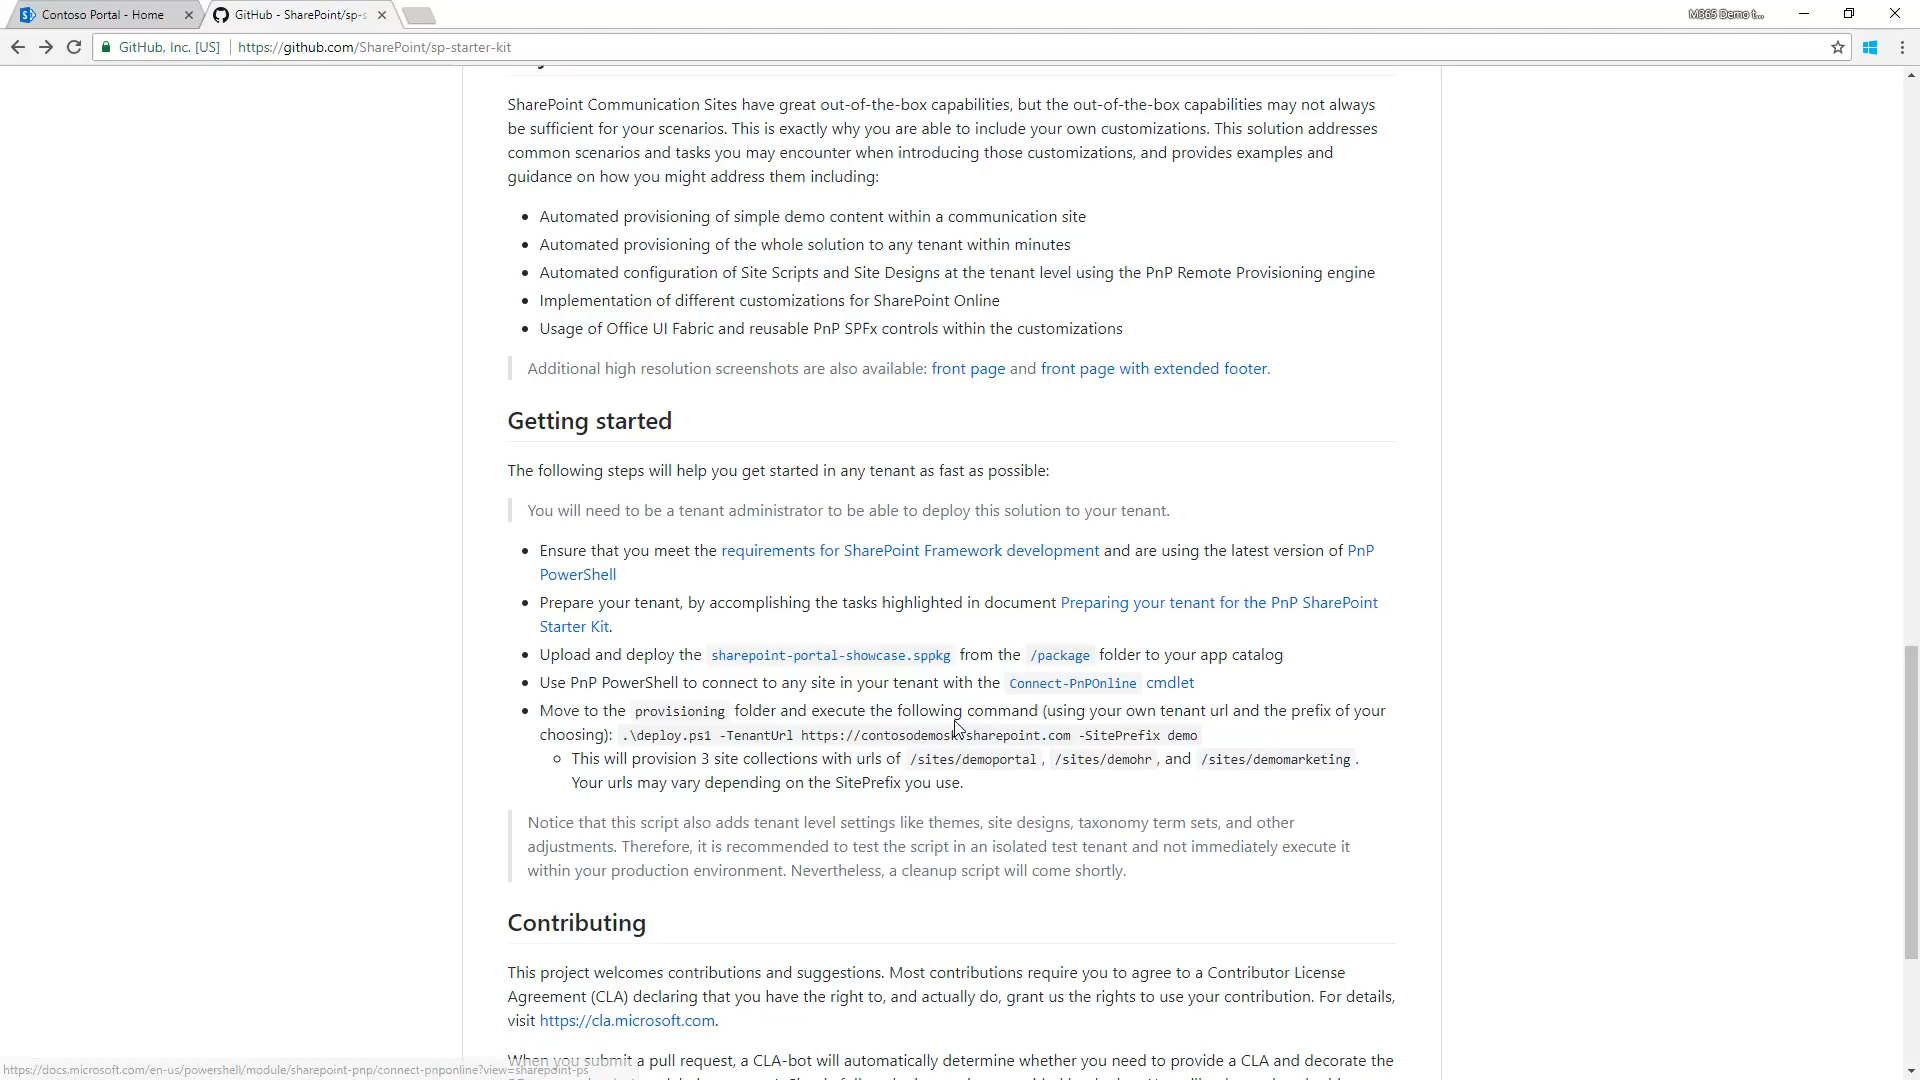 Contoso Portal - Home
GitHub - SharePoint/sp-s
M365 Demo t...
GitHub, Inc. [US]
https://github.com/SharePoint/sp-starter-kit
SharePoint Communication Sites have great out-of-the-box capabilities, but the out-of-the-box capabilities may not always
be sufficient for your scenarios. This is exactly why you are able to include your own customizations. This solution addresses
common scenarios and tasks you may encounter when introducing those customizations, and provides examples and
guidance on how you might address them including:
Automated provisioning of simple demo content within a communication site
Automated provisioning of the whole solution to any tenant within minutes
Automated configuration of Site Scripts and Site Designs at the tenant level using the PnP Remote Provisioning engine
Implementation of different customizations for SharePoint Online
Usage of Office UI Fabric and reusable PnP SPFx controls within the customizations
Additional high resolution screenshots are also available: front page and front page with extended footer.
Getting started
The following steps will help you get started in any tenant as fast as possible:
You will need to be a tenant administrator to be able to deploy this solution to your tenant.
Ensure that you meet the requirements for SharePoint Framework development and are using the latest version of PnP
PowerShell
Prepare your tenant, by accomplishing the tasks highlighted in document Preparing your tenant for the PnP SharePoint
Starter Kit.
Upload and deploy the sharepoint-portal-showcase.sppkg from the /package folder to your app catalog
Use PnP PowerShell to connect to any site in your tenant with the Connect-PnPOnline cmdlet
Move to the provisioning folder and execute the following command (using your own tenant url and the prefix of your
choosing): .\deploy.ps1 -TenantUrl https://contosodemos sharepoint.com -SitePrefix demo
This will provision 3 site collections with urls of /sites/demoportal, /sites/demohr, and /sites/demomarketing.
Your urls may vary depending on the SitePrefix you use.
Notice that this script also adds tenant level settings like themes, site designs, taxonomy term sets, and other
adjustments. Therefore, it is recommended to test the script in an isolated test tenant and not immediately execute it
within your production environment. Nevertheless, a cleanup script will come shortly.
Contributing
This project welcomes contributions and suggestions. Most contributions require you to agree to a Contributor License
Agreement (CLA) declaring that you have the right to, and actually do, grant us the rights to use your contribution. For details,
visit https://cla.microsoft.com.
When you submit a pull request, a CLA-bot will automatically determine whether you need to provide a CLA and decorate the
https://docs.microsoft.com/en-us/powershell/module/sharepoint-pnp/connect-pnponline?view=sharepoint-ps